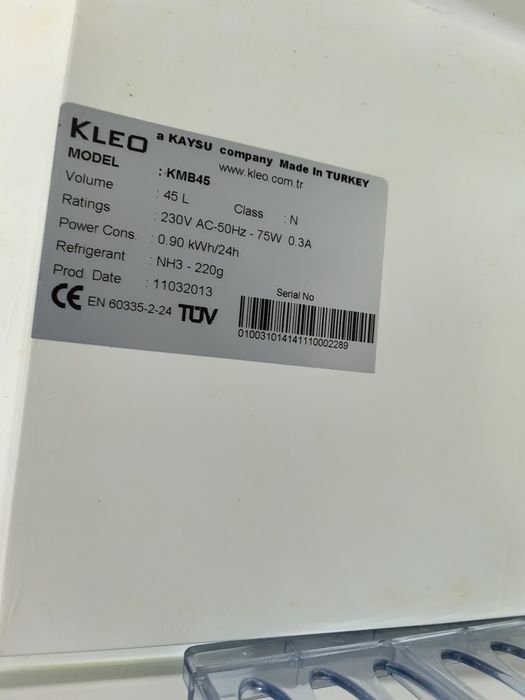 KLEO a KAYSU company Made In TURKEY
www.kleo.com.tr
MODEL : KMB45
Volume : 45 L Class : N
Ratings : 230V AC-50Hz - 75W 0.3A
Power Cons. : 0.90 kWh/24h
Refrigerant : NH3 - 220g
Prod. Date : 11032013
Serial No
CE EN 60335-2-24 TÜV
010031014141110002289